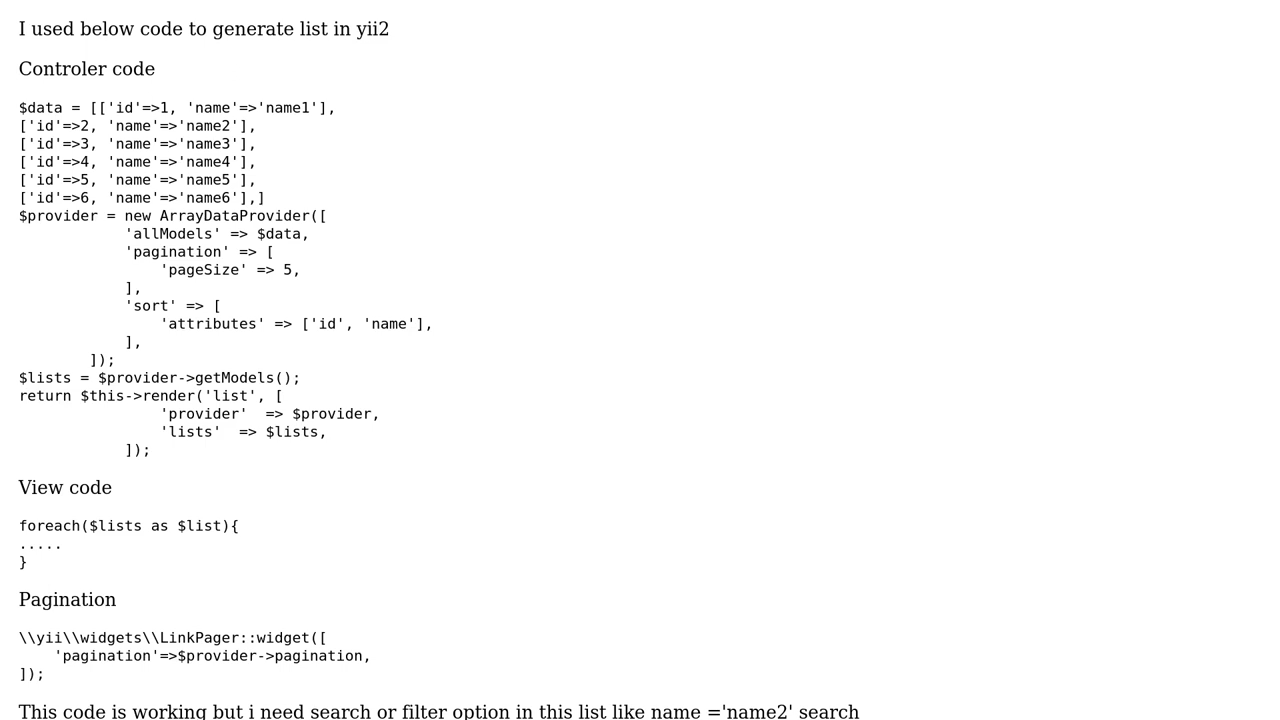 I used below code to generate list in yii2
Controler code
$data = [['id'=>1, 'name'=>'name1'],
['id'=>2, 'name'=>'name2'],
['id'=>3, 'name'=>'name3'],
['id'=>4, 'name'=>'name4'],
['id'=>5, 'name'=>'name5'],
['id'=>6, 'name'=>'name6'],]
$provider = new ArrayDataProvider([
            'allModels' => $data,
            'pagination' => [
                'pageSize' => 5,
            ],
            'sort' => [
                'attributes' => ['id', 'name'],
            ],
        ]);
$lists = $provider->getModels();
return $this->render('list', [
                'provider'  => $provider,
                'lists'  => $lists,
            ]);
View code
foreach($lists as $list){
.....
}
Pagination
\\yii\\widgets\\LinkPager::widget([
    'pagination'=>$provider->pagination,
]);
This code is working but i need search or filter option in this list like name ='name2' search